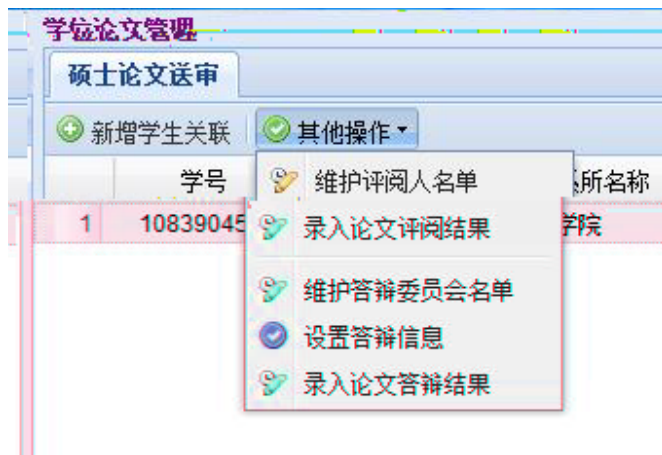 学位论文管理
硕士论文送审
新增学生关联 其他操作
学号 所名称
1 10839045 学院
维护评阅人名单
录入论文评阅结果
维护答辩委员会名单
设置答辩信息
录入论文答辩结果